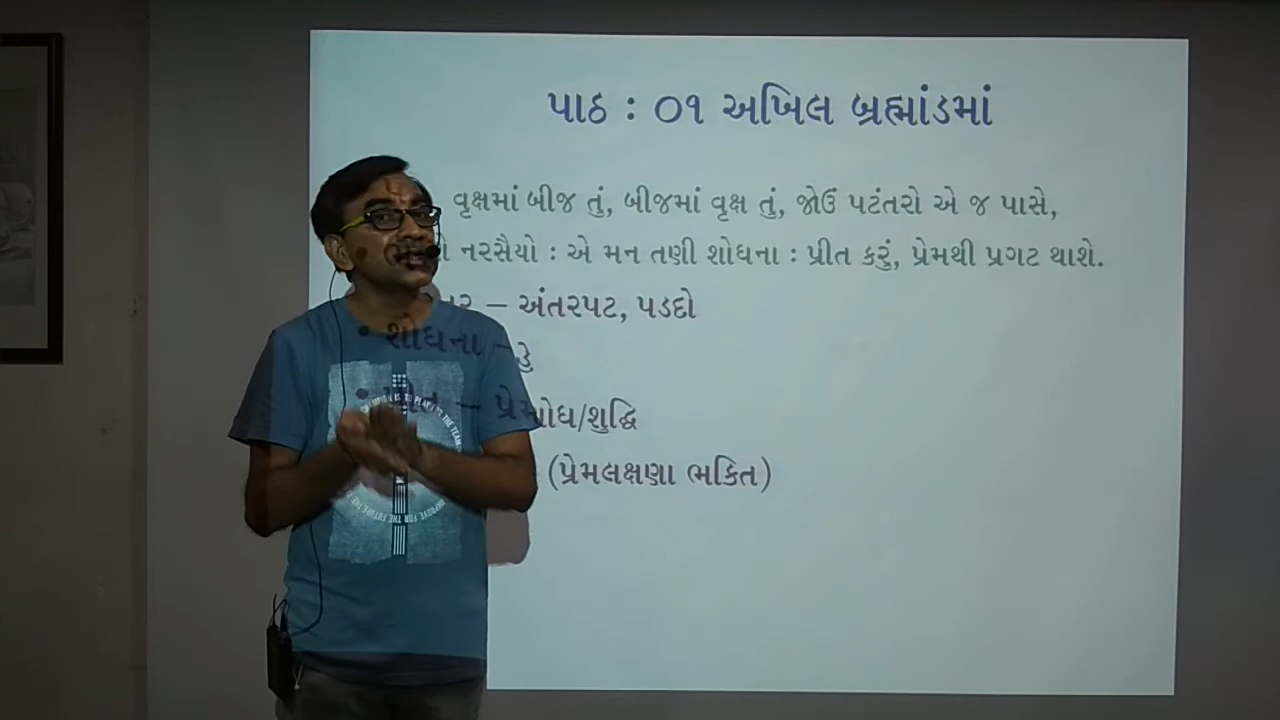 પાઠ : ૦૧ અખિલ બ્રહ્માંડમાં
વૃક્ષમાં બીજ તું, બીજમાં વૃક્ષ તું, જોઉં પટંતરો એ જ પાસે,
નરસૈયો : એ મન તણી શોધના : પ્રીત કરું, પ્રેમથી પ્રગટ થાશે.
– અંતરપટ, પડદો
શોધના –
શોધ/શુદ્ધિ
(પ્રેમલક્ષણા ભકિત)